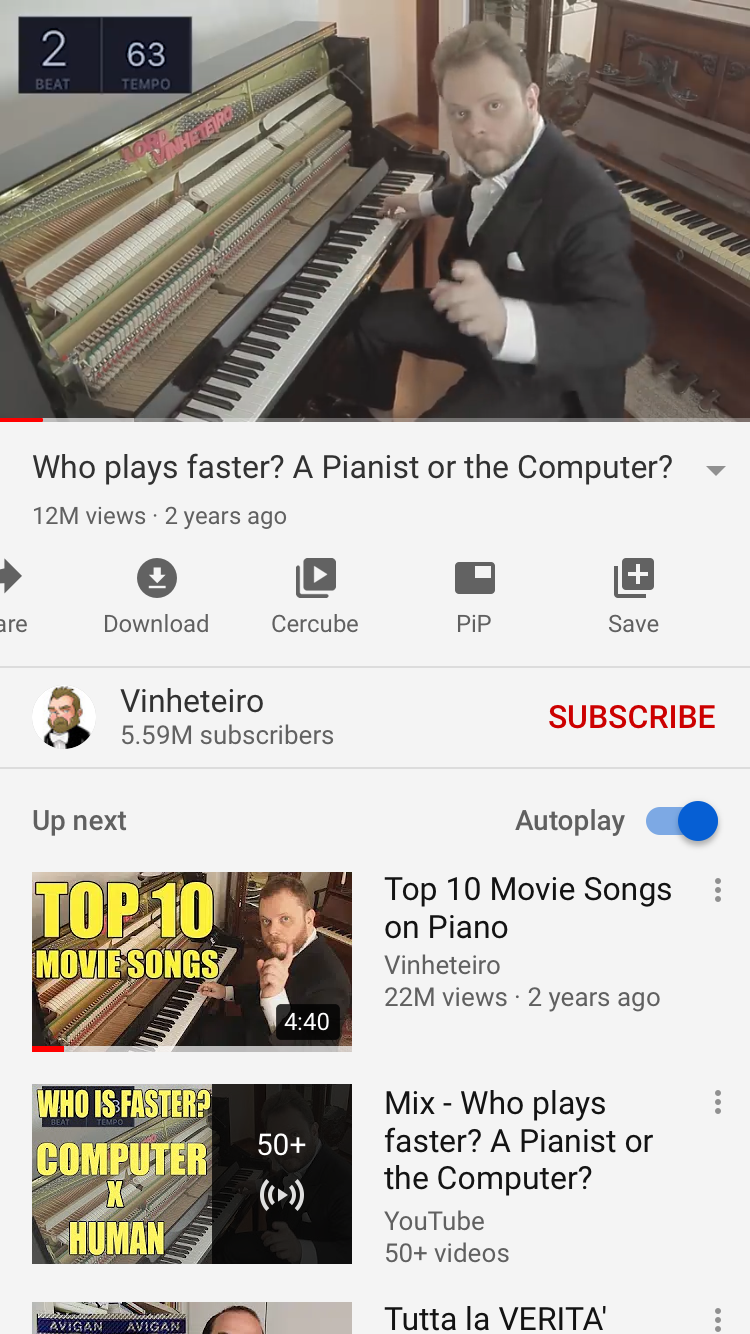 2
63
BEAT
TEMPO
LORD
VINHETEIRO
Who plays faster? A Pianist or the Computer?
12M views · 2 years ago
are
Download
Cercube
PiP
Save
Vinheteiro
5.59M subscribers
SUBSCRIBE
Up next
Autoplay
TOP 10
MOVIE SONGS
4:40
Top 10 Movie Songs
on Piano
Vinheteiro
22M views · 2 years ago
WHO IS FASTER?
BEAT
TEMPO
COMPUTER
X
HUMAN
50+
Mix - Who plays
faster? A Pianist or
the Computer?
YouTube
50+ videos
AVIGAN AVIGAN
Tutta la VERITA'